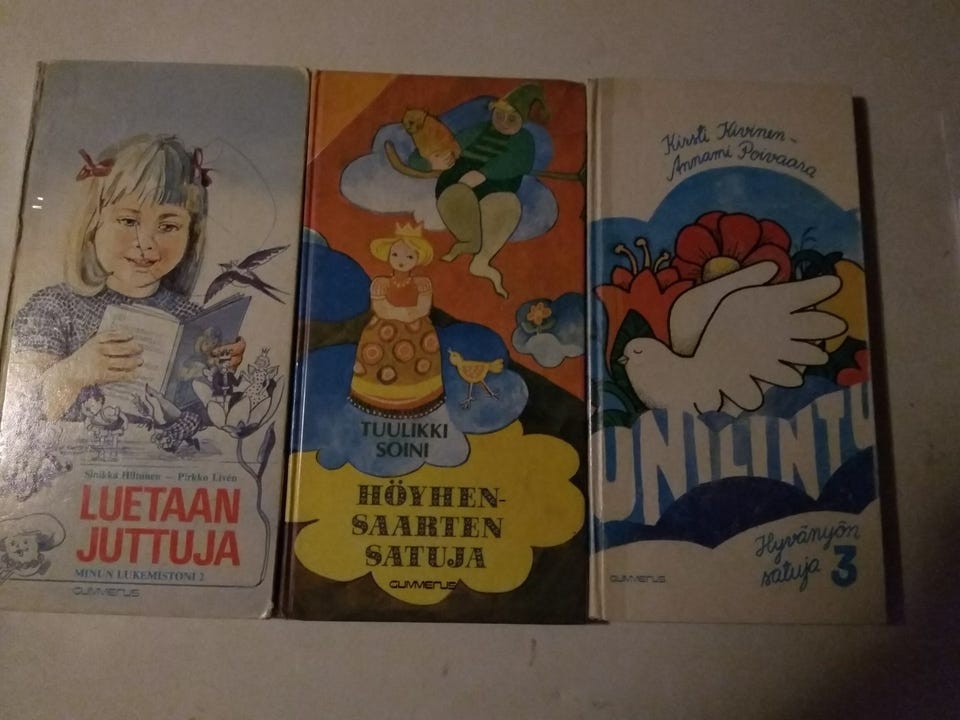 Sinikka Hiltunen – Pirkko Livén
LUETAAN
JUTTUJA
MINUN LUKEMISTONI 2
GUMMERUS
TUULIKKI
SOINI
HÖYHEN-
SAARTEN
SATUJA
GUMMERUS
Kirsti Kivinen –
Annami Poivaara
UNILINTU
Hyvänyön
satuja 3
GUMMERUS